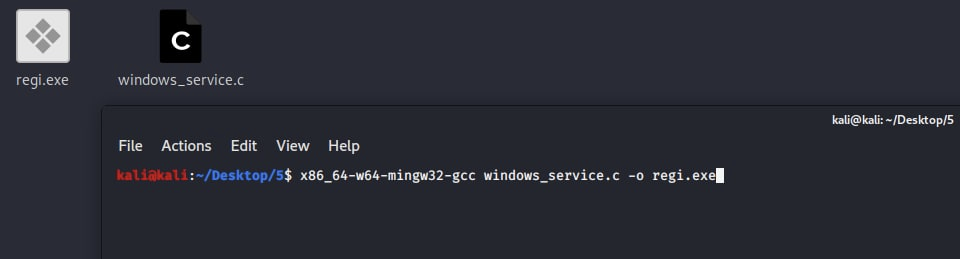 regi.exe windows_service.c
kali@kali: ~/Desktop/5
File Actions Edit View Help
kali@kali:~/Desktop/5$ x86_64-w64-mingw32-gcc windows_service.c -o regi.exe